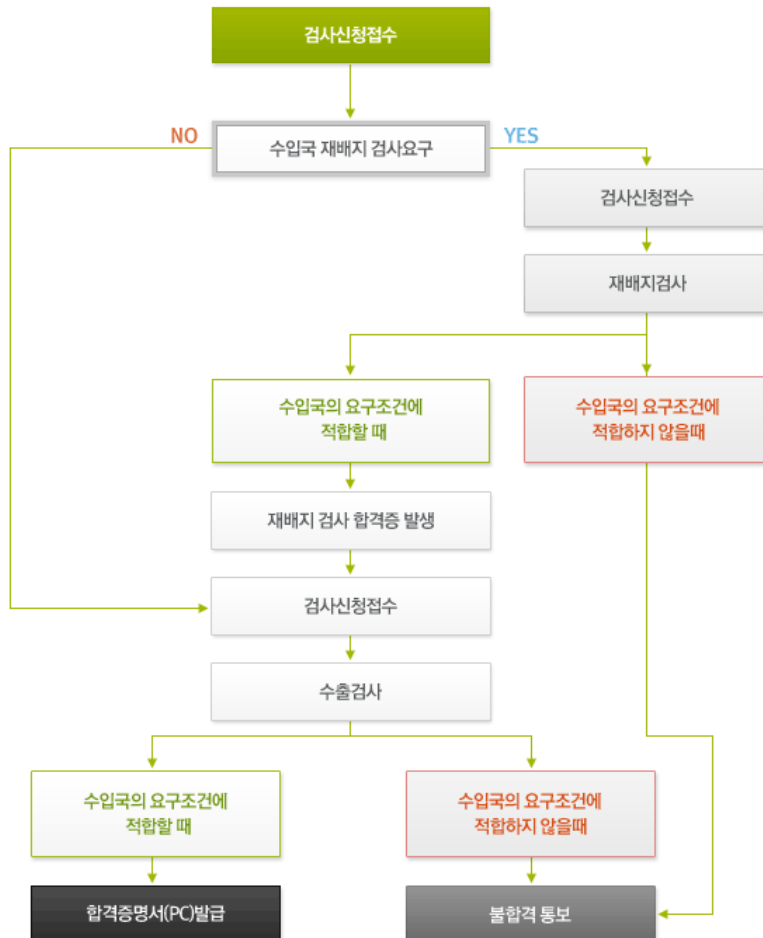 검사신청접수
NO
수입국 재배지 검사요구
YES
검사신청접수
재배지검사
수입국의 요구조건에
적합할 때
수입국의 요구조건에
적합하지 않을때
재배지 검사 합격증 발생
검사신청접수
수출검사
수입국의 요구조건에
적합할 때
수입국의 요구조건에
적합하지 않을때
합격증명서(PC)발급
불합격 통보